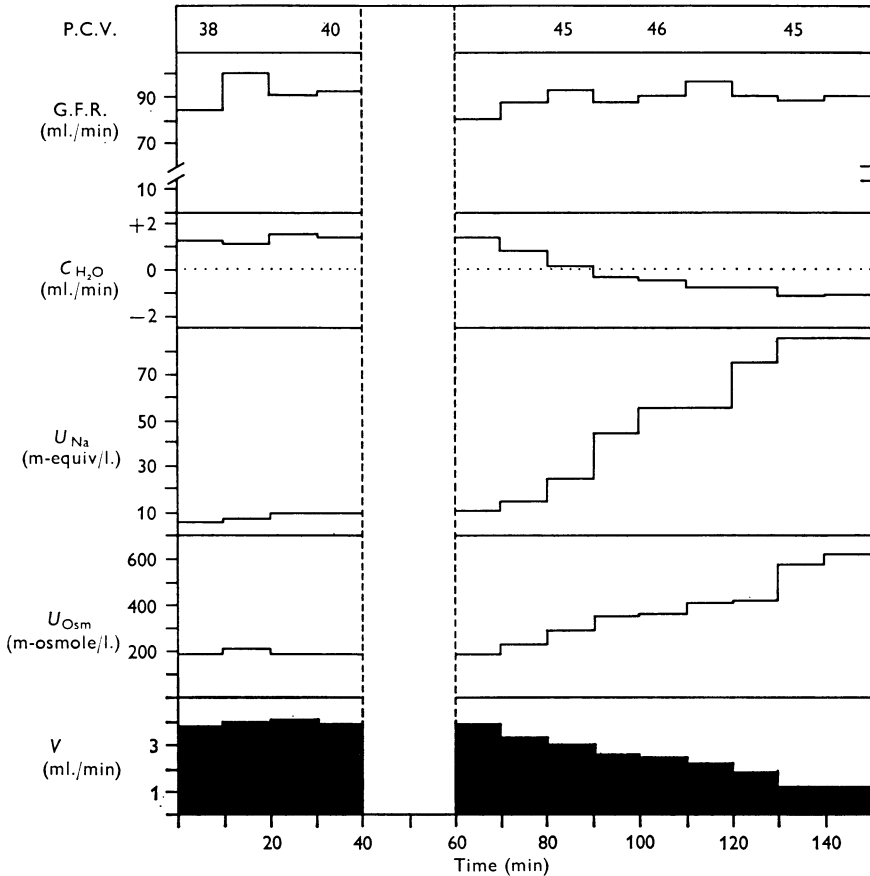 P.C.V. 38 40 45 46 45
G.F.R.
(ml./min)
90
70
10
C H₂O
(ml./min)
+2
0
−2
U Na
(m-equiv/l.)
70
50
30
10
U Osm
(m-osmole/l.)
600
400
200
V
(ml./min)
3
1
20 40 60 80 100 120 140
Time (min)